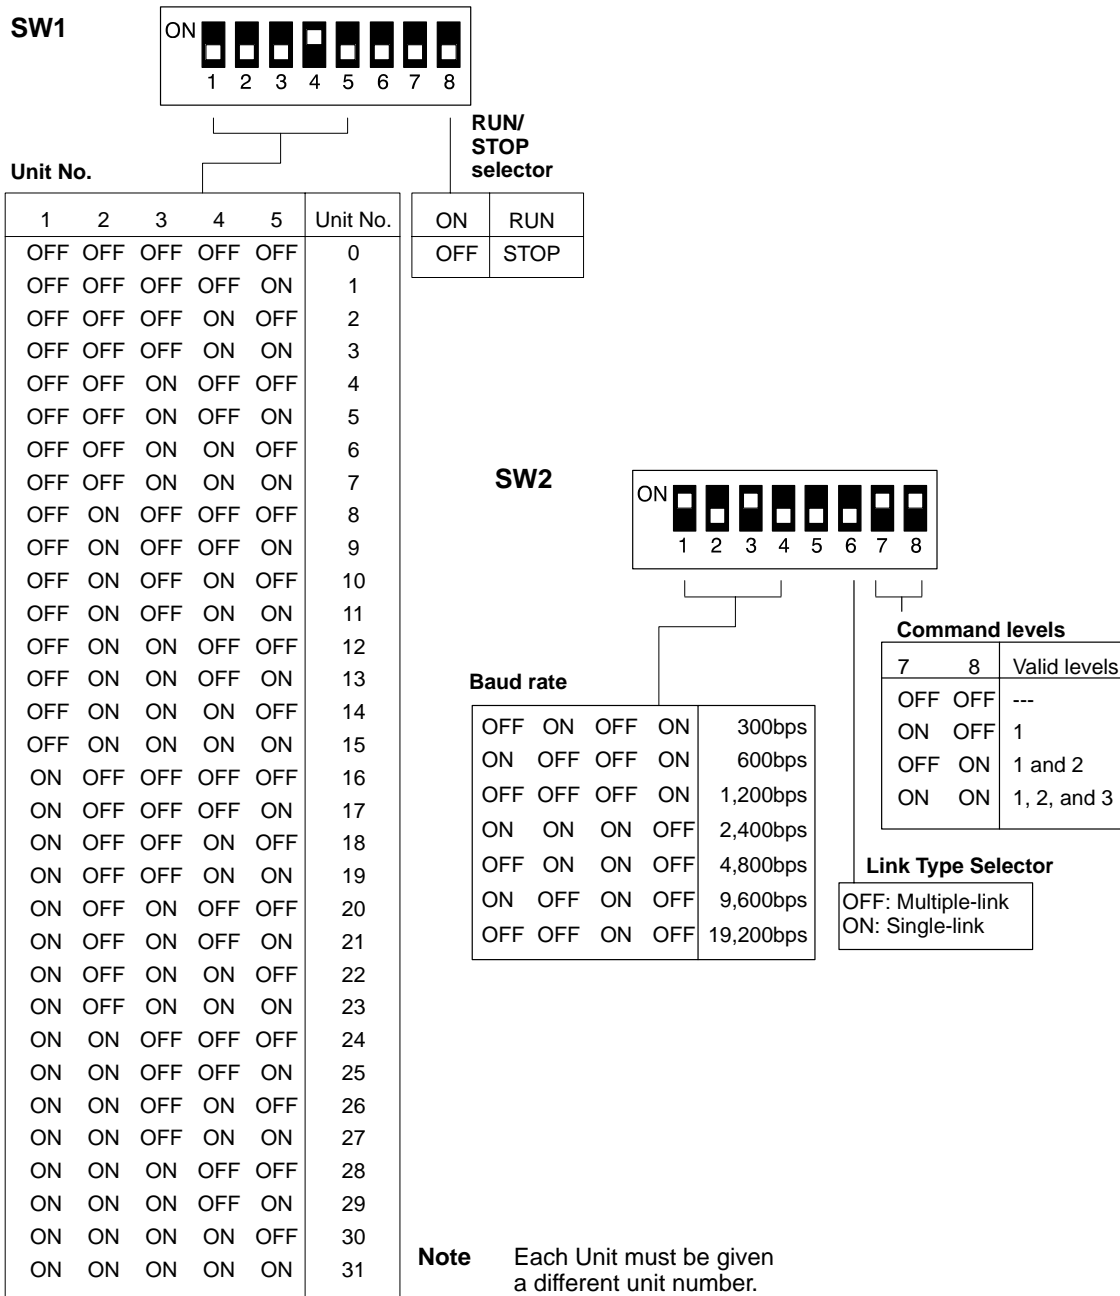 SW1
ON
1 2 3 4 5 6 7 8
RUN/
STOP
selector
Unit No.
1 2 3 4 5 Unit No.
OFF OFF OFF OFF OFF 0
OFF OFF OFF OFF ON 1
OFF OFF OFF ON OFF 2
OFF OFF OFF ON ON 3
OFF OFF ON OFF OFF 4
OFF OFF ON OFF ON 5
OFF OFF ON ON OFF 6
OFF OFF ON ON ON 7
OFF ON OFF OFF OFF 8
OFF ON OFF OFF ON 9
OFF ON OFF ON OFF 10
OFF ON OFF ON ON 11
OFF ON ON OFF OFF 12
OFF ON ON OFF ON 13
OFF ON ON ON OFF 14
OFF ON ON ON ON 15
ON OFF OFF OFF OFF 16
ON OFF OFF OFF ON 17
ON OFF OFF ON OFF 18
ON OFF OFF ON ON 19
ON OFF ON OFF OFF 20
ON OFF ON OFF ON 21
ON OFF ON ON OFF 22
ON OFF ON ON ON 23
ON ON OFF OFF OFF 24
ON ON OFF OFF ON 25
ON ON OFF ON OFF 26
ON ON OFF ON ON 27
ON ON ON OFF OFF 28
ON ON ON OFF ON 29
ON ON ON ON OFF 30
ON ON ON ON ON 31
ON RUN
OFF STOP
SW2
ON
1 2 3 4 5 6 7 8
Baud rate
OFF ON OFF ON 300bps
ON OFF OFF ON 600bps
OFF OFF OFF ON 1,200bps
ON ON ON OFF 2,400bps
OFF ON ON OFF 4,800bps
ON OFF ON OFF 9,600bps
OFF OFF ON OFF 19,200bps
Command levels
7 8 Valid levels
OFF OFF ---
ON OFF 1
OFF ON 1 and 2
ON ON 1, 2, and 3
Link Type Selector
OFF: Multiple-link
ON: Single-link
Note Each Unit must be given
a different unit number.